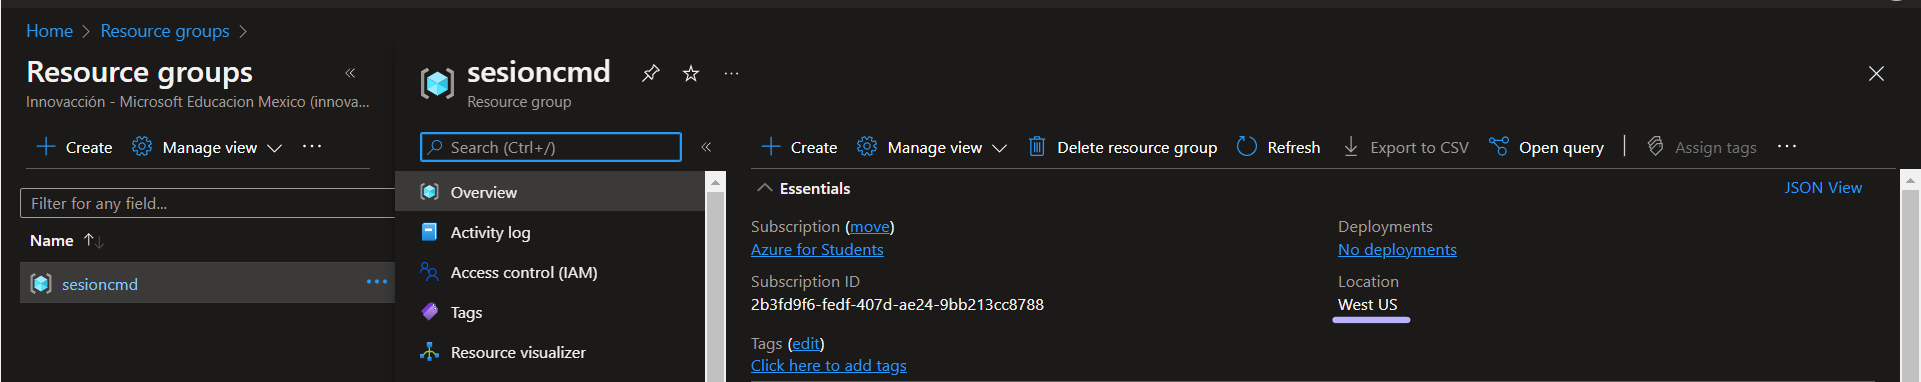 Home > Resource groups >
Resource groups «
Innovacción - Microsoft Educacion Mexico (innova...
+ Create Manage view ...
Filter for any field...
Name ↑↓
sesioncmd ...
sesioncmd ...
Resource group
Search (Ctrl+/) «
Overview
Activity log
Access control (IAM)
Tags
Resource visualizer
+ Create Manage view Delete resource group Refresh Export to CSV Open query | Assign tags ...
Essentials
JSON View
Subscription (move)
Azure for Students
Subscription ID
2b3fd9f6-fedf-407d-ae24-9bb213cc8788
Tags (edit)
Click here to add tags
Deployments
No deployments
Location
West US